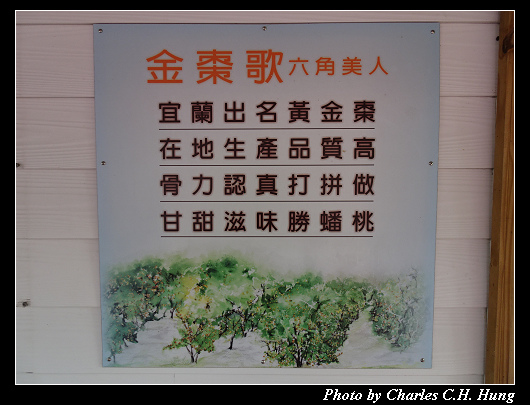 金棗歌六角美人
宜蘭出名黃金棗
在地生產品質高
骨力認真打拼做
甘甜滋味勝蟠桃
Photo by Charles C.H. Hung